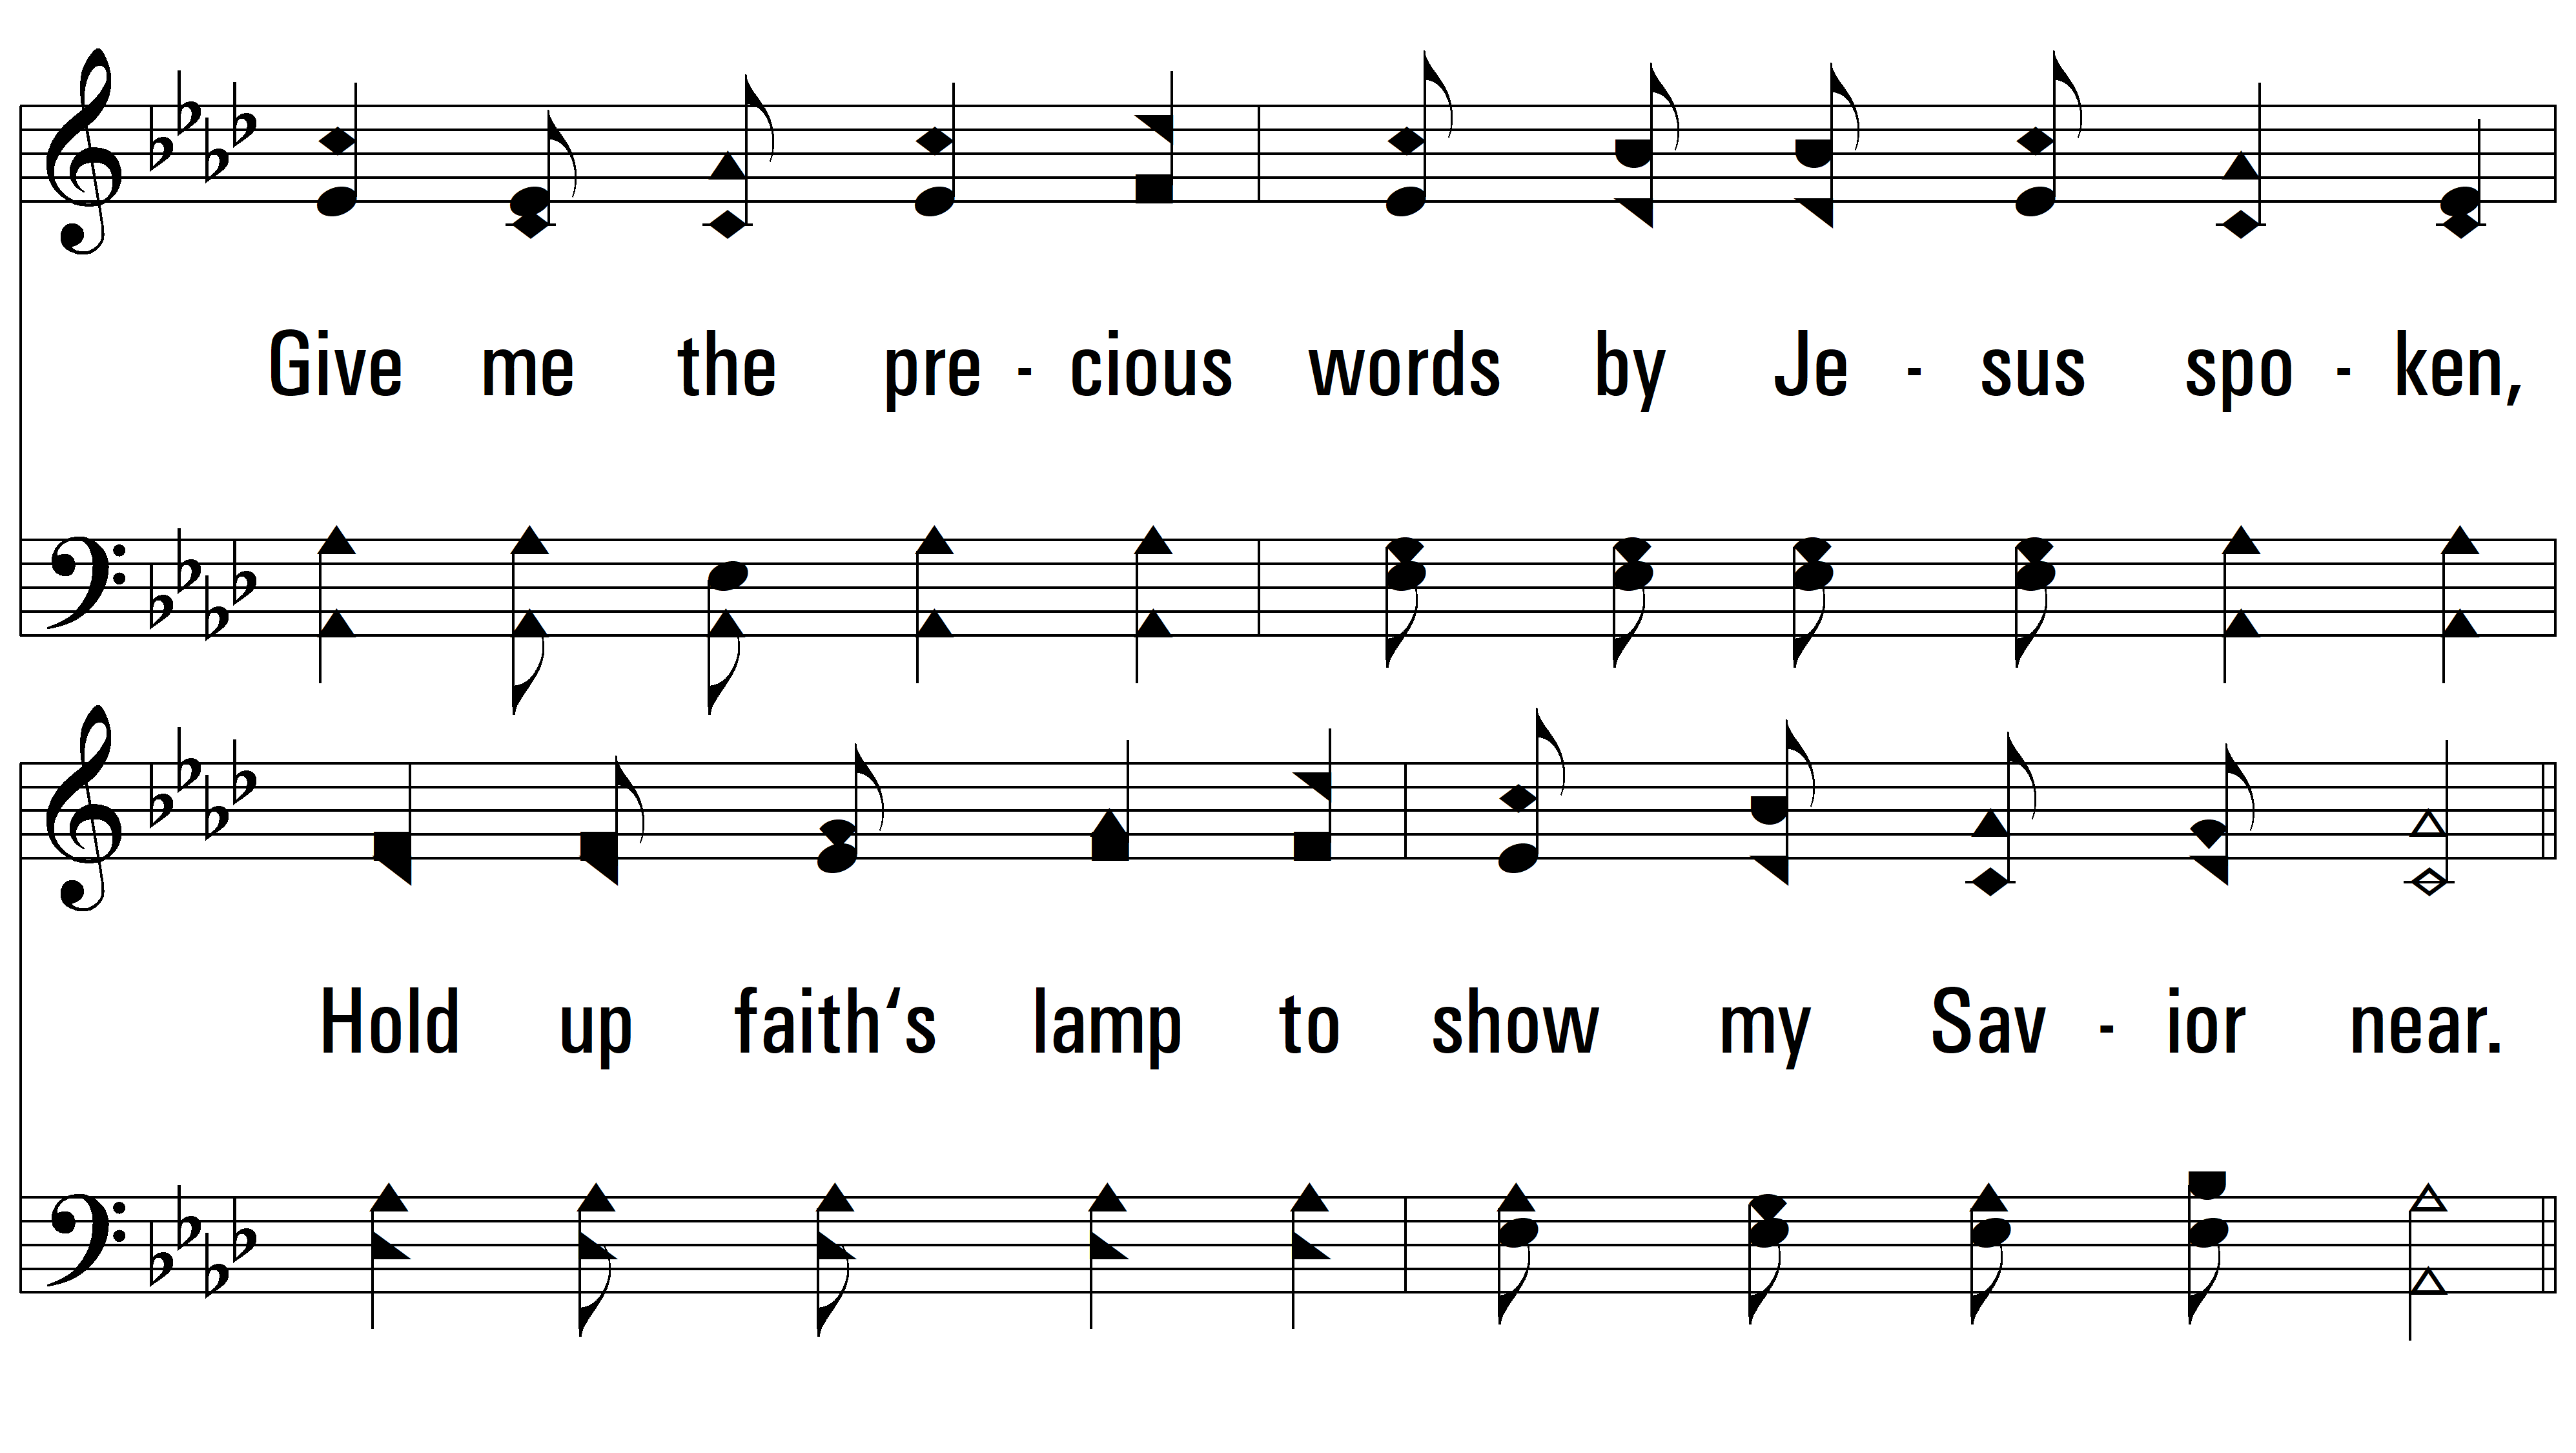 Give me the pre - cious words by Je - sus spo - ken,
Hold up faith‘s lamp to show my Sav - ior near.